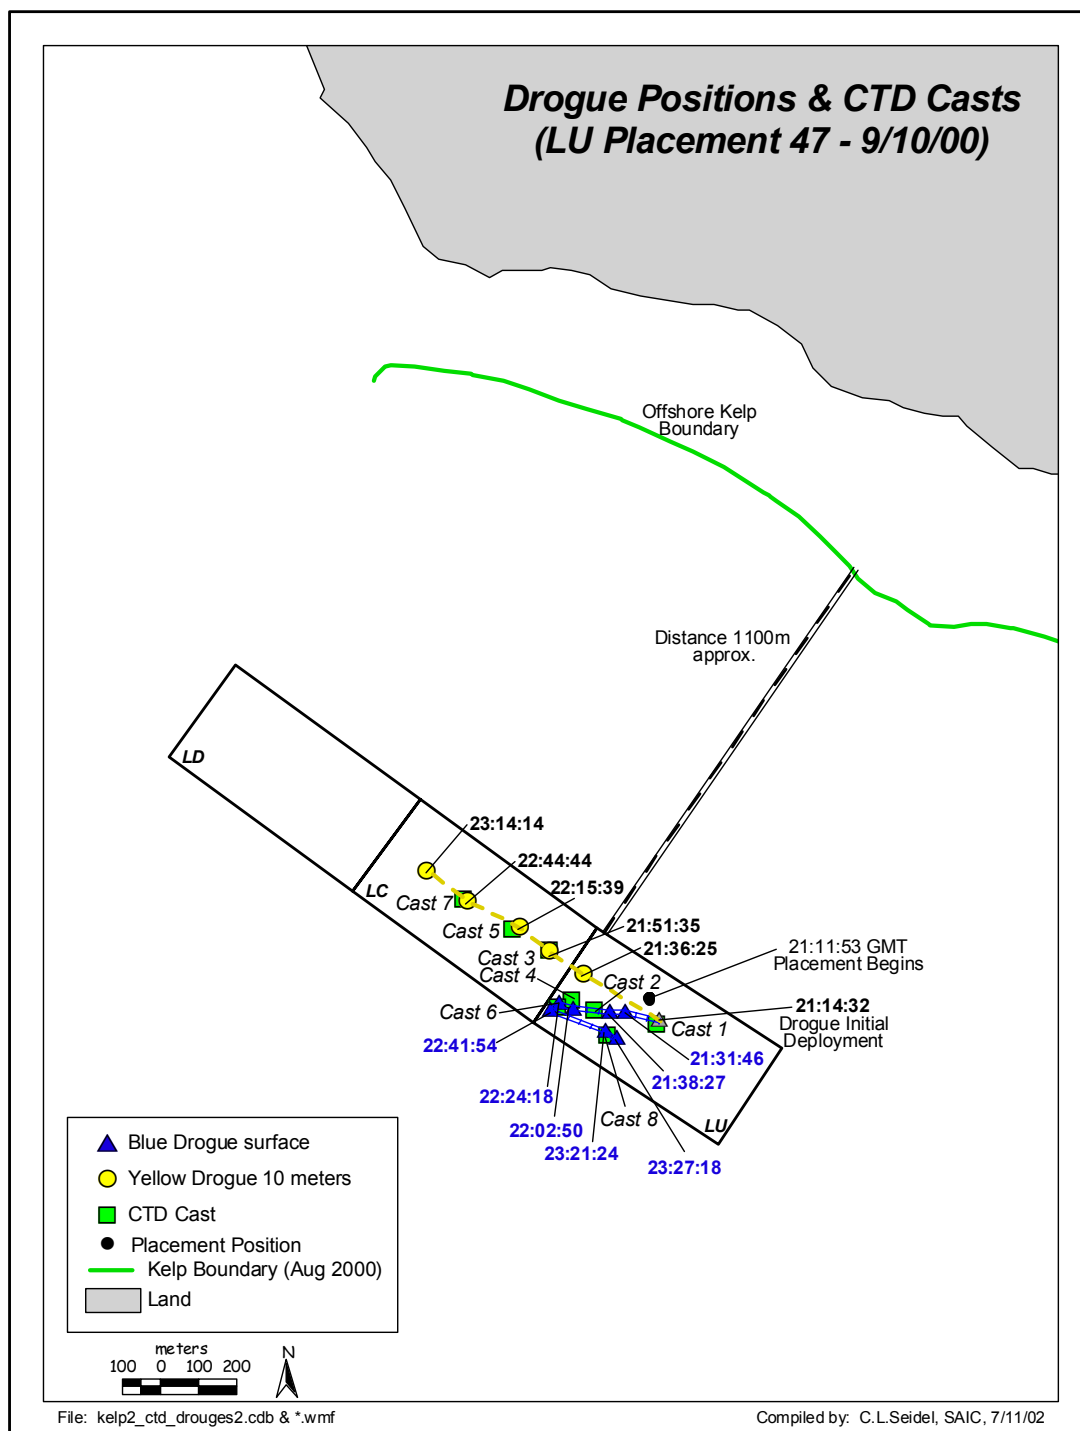 Drogue Positions & CTD Casts
(LU Placement 47 - 9/10/00)
Offshore Kelp
Boundary
Distance 1100m
approx.
LD
23:14:14
22:44:44
LC
Cast 7
22:15:39
Cast 5
21:51:35
Cast 3
21:36:25
Cast 4
Cast 2
21:11:53 GMT
Placement Begins
Cast 6
21:14:32
Drogue Initial
Deployment
Cast 1
22:41:54
21:31:46
21:38:27
22:24:18
Cast 8
LU
22:02:50
23:21:24
23:27:18
Blue Drogue surface
Yellow Drogue 10 meters
CTD Cast
Placement Position
Kelp Boundary (Aug 2000)
Land
meters
100 0 100 200
N
File: kelp2_ctd_drouges2.cdb & *.wmf
Compiled by: C.L.Seidel, SAIC, 7/11/02